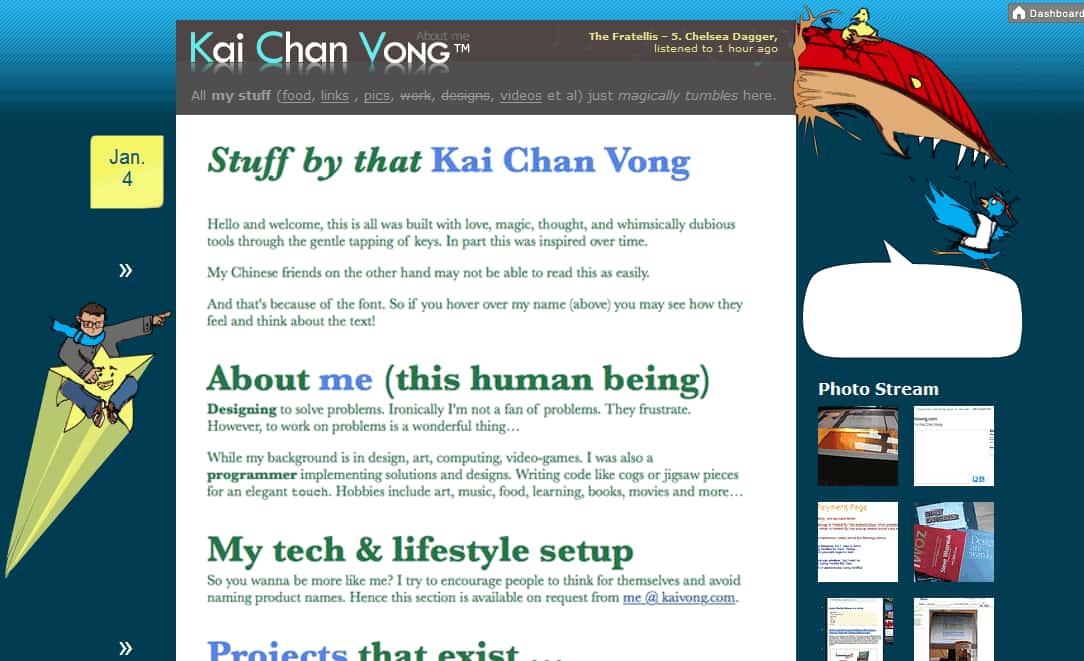 Dashboard
About me
Kai Chan Vong™
The Fratellis – 5. Chelsea Dagger,
listened to 1 hour ago
All my stuff (food, links , pics, work, designs, videos et al) just magically tumbles here.
Jan.
4
»
Stuff by that Kai Chan Vong
Hello and welcome, this is all was built with love, magic, thought, and whimsically dubious
tools through the gentle tapping of keys. In part this was inspired over time.
My Chinese friends on the other hand may not be able to read this as easily.
And that's because of the font. So if you hover over my name (above) you may see how they
feel and think about the text!
About me (this human being)
Designing to solve problems. Ironically I'm not a fan of problems. They frustrate.
However, to work on problems is a wonderful thing…
While my background is in design, art, computing, video-games. I was also a
programmer implementing solutions and designs. Writing code like cogs or jigsaw pieces
for an elegant touch. Hobbies include art, music, food, learning, books, movies and more…
My tech & lifestyle setup
So you wanna be more like me? I try to encourage people to think for themselves and avoid
naming product names. Hence this section is available on request from me @ kaivong.com.
»
Projects that exist …
Photo Stream
Payment Page